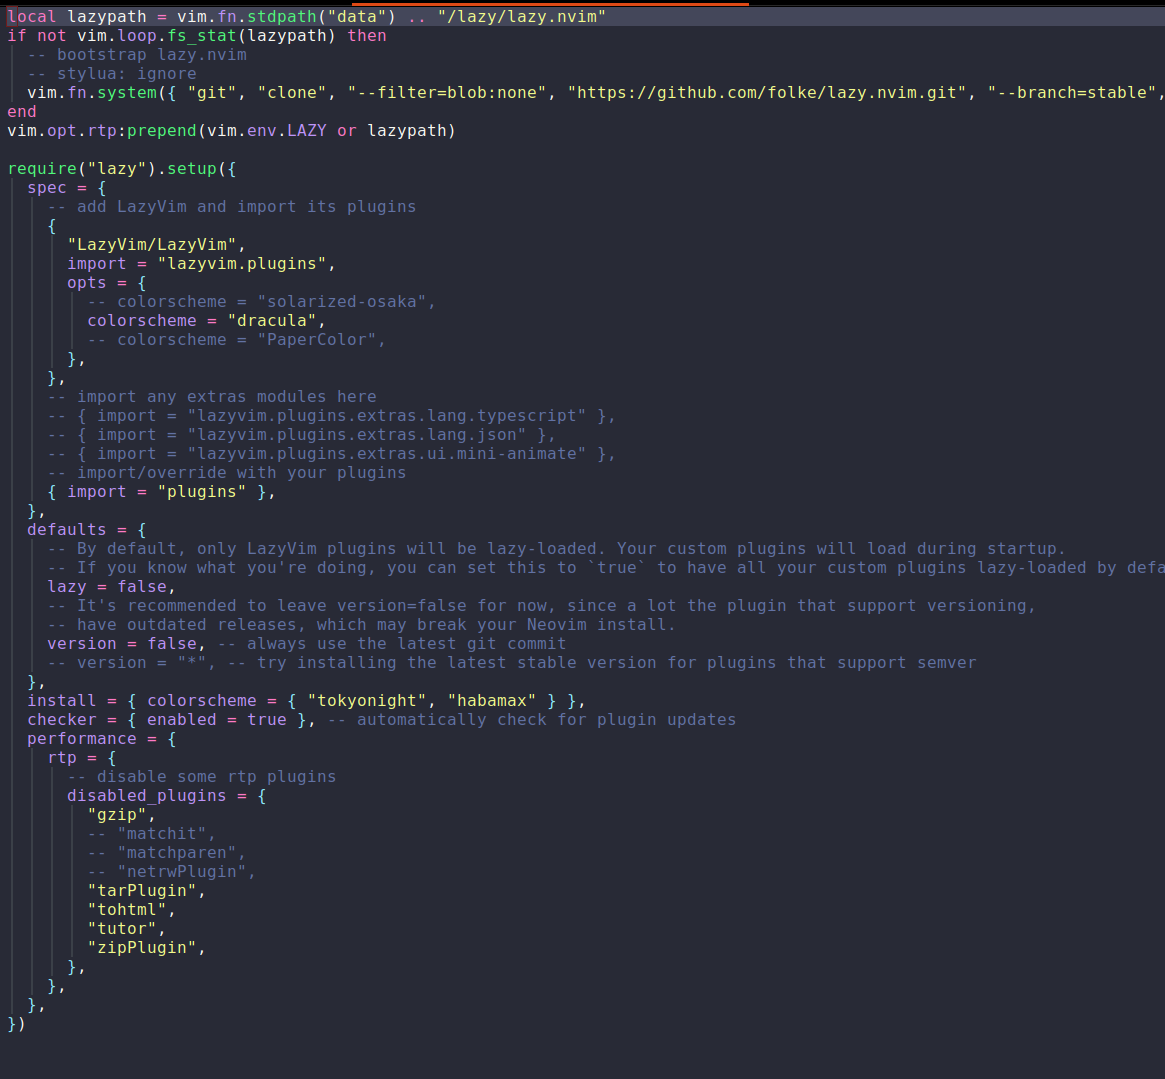 local lazypath = vim.fn.stdpath("data") .. "/lazy/lazy.nvim"
if not vim.loop.fs_stat(lazypath) then
  -- bootstrap lazy.nvim
  -- stylua: ignore
  vim.fn.system({ "git", "clone", "--filter=blob:none", "https://github.com/folke/lazy.nvim.git", "--branch=stable",
end
vim.opt.rtp:prepend(vim.env.LAZY or lazypath)

require("lazy").setup({
  spec = {
    -- add LazyVim and import its plugins
    {
      "LazyVim/LazyVim",
      import = "lazyvim.plugins",
      opts = {
        -- colorscheme = "solarized-osaka",
        colorscheme = "dracula",
        -- colorscheme = "PaperColor",
      },
    },
    -- import any extras modules here
    -- { import = "lazyvim.plugins.extras.lang.typescript" },
    -- { import = "lazyvim.plugins.extras.lang.json" },
    -- { import = "lazyvim.plugins.extras.ui.mini-animate" },
    -- import/override with your plugins
    { import = "plugins" },
  },
  defaults = {
    -- By default, only LazyVim plugins will be lazy-loaded. Your custom plugins will load during startup.
    -- If you know what you're doing, you can set this to `true` to have all your custom plugins lazy-loaded by defa
    lazy = false,
    -- It's recommended to leave version=false for now, since a lot the plugin that support versioning,
    -- have outdated releases, which may break your Neovim install.
    version = false, -- always use the latest git commit
    -- version = "*", -- try installing the latest stable version for plugins that support semver
  },
  install = { colorscheme = { "tokyonight", "habamax" } },
  checker = { enabled = true }, -- automatically check for plugin updates
  performance = {
    rtp = {
      -- disable some rtp plugins
      disabled_plugins = {
        "gzip",
        -- "matchit",
        -- "matchparen",
        -- "netrwPlugin",
        "tarPlugin",
        "tohtml",
        "tutor",
        "zipPlugin",
      },
    },
  },
})